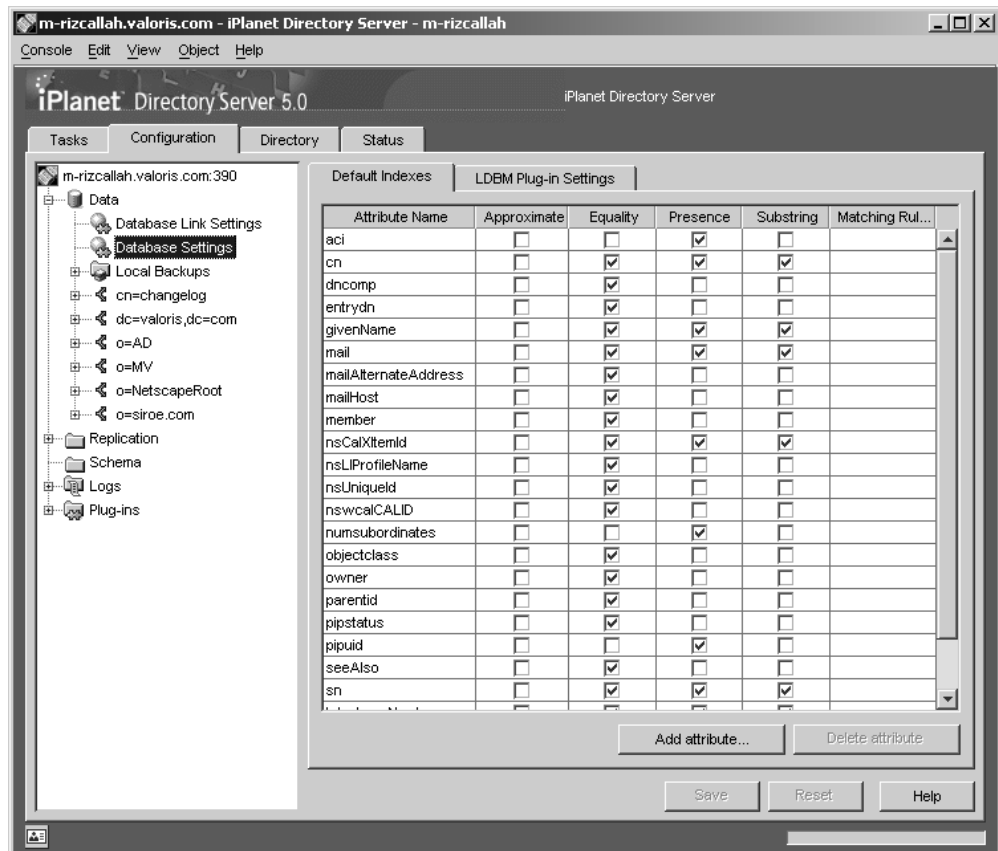 m-rizcallah.valoris.com - iPlanet Directory Server - m-rizcallah
Console Edit View Object Help
iPlanet Directory Server 5.0
iPlanet Directory Server
Tasks Configuration Directory Status
m-rizcallah.valoris.com:390
Data
Database Link Settings
Database Settings
Local Backups
cn=changelog
dc=valoris,dc=com
o=AD
o=MV
o=NetscapeRoot
o=siroe.com
Replication
Schema
Logs
Plug-ins
Default Indexes LDBM Plug-in Settings
Attribute Name Approximate Equality Presence Substring Matching Rul...
aci
cn
dncomp
entrydn
givenName
mail
mailAlternateAddress
mailHost
member
nsCalXItemId
nsLIProfileName
nsUniqueId
nswcalCALID
numsubordinates
objectclass
owner
parentid
pipstatus
pipuid
seeAlso
sn
Add attribute... Delete attribute
Save Reset Help